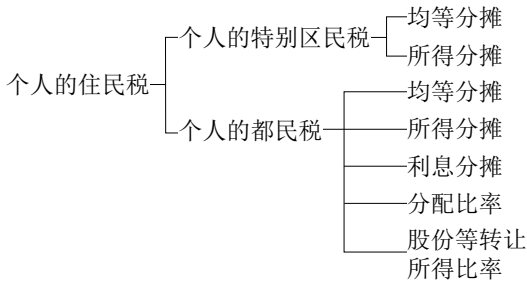 均等分摊
个人的特别区民税
所得分摊
个人的住民税
均等分摊
个人的都民税
所得分摊
利息分摊
分配比率
股份等转让
所得比率